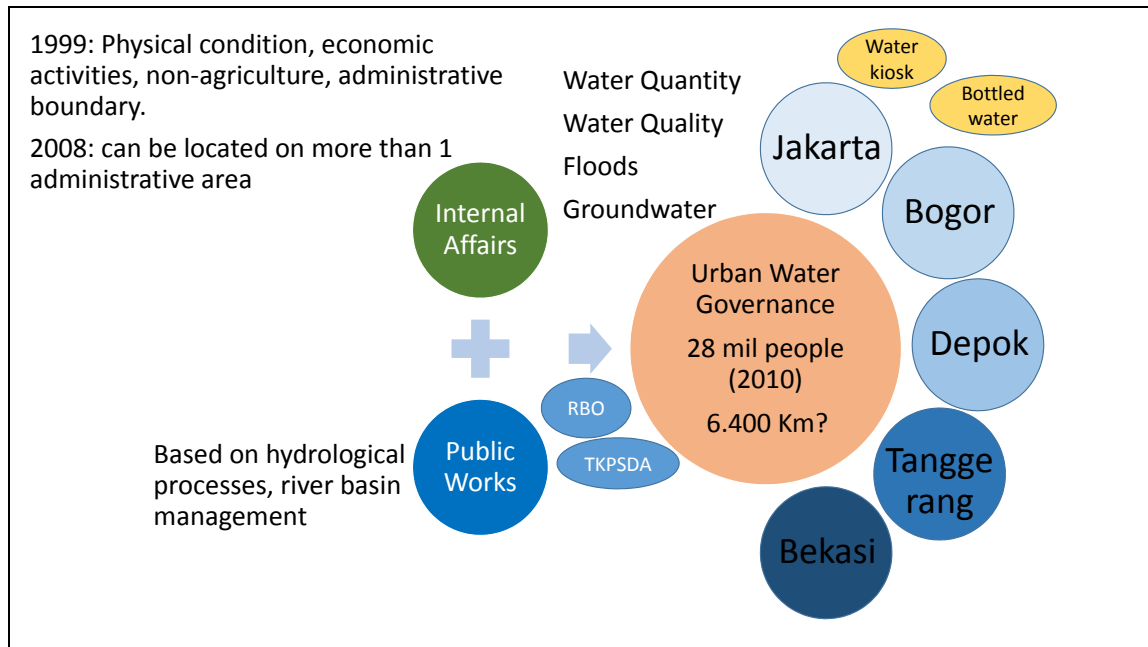 1999: Physical condition, economic
activities, non-agriculture, administrative
boundary.
2008: can be located on more than 1
administrative area
Internal
Affairs
Water Quantity
Water Quality
Floods
Groundwater
Water
kiosk
Bottled
water
Jakarta
Bogor
Depok
Tangge
rang
Bekasi
Urban Water
Governance
28 mil people
(2010)
6.400 Km?
RBO
TKPSDA
Public
Works
Based on hydrological
processes, river basin
management